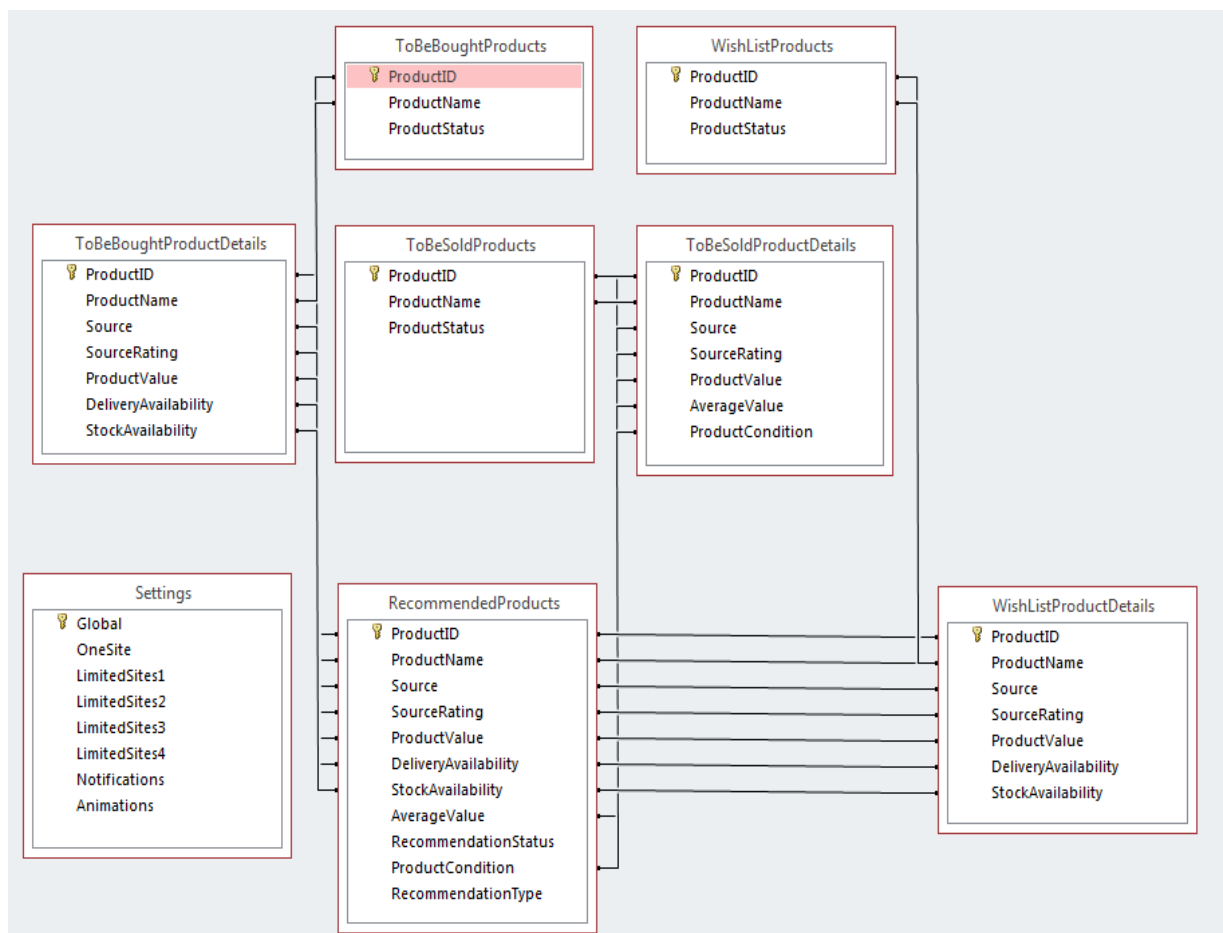 ToBeBoughtProducts
ProductID
ProductName
ProductStatus
WishListProducts
ProductID
ProductName
ProductStatus
ToBeBoughtProductDetails
ProductID
ProductName
Source
SourceRating
ProductValue
DeliveryAvailability
StockAvailability
ToBeSoldProducts
ProductID
ProductName
ProductStatus
ToBeSoldProductDetails
ProductID
ProductName
Source
SourceRating
ProductValue
AverageValue
ProductCondition
Settings
Global
OneSite
LimitedSites1
LimitedSites2
LimitedSites3
LimitedSites4
Notifications
Animations
RecommendedProducts
ProductID
ProductName
Source
SourceRating
ProductValue
DeliveryAvailability
StockAvailability
AverageValue
RecommendationStatus
ProductCondition
RecommendationType
WishListProductDetails
ProductID
ProductName
Source
SourceRating
ProductValue
DeliveryAvailability
StockAvailability